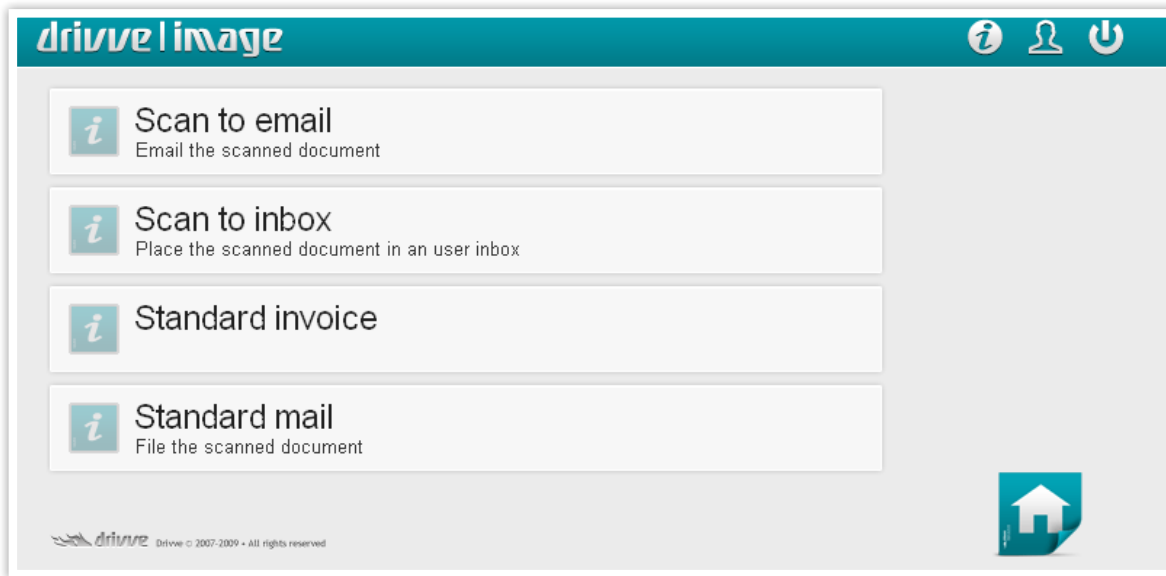 drivve | image
Scan to email
Email the scanned document
Scan to inbox
Place the scanned document in an user inbox
Standard invoice
Standard mail
File the scanned document
drivve Drivve © 2007-2009 • All rights reserved